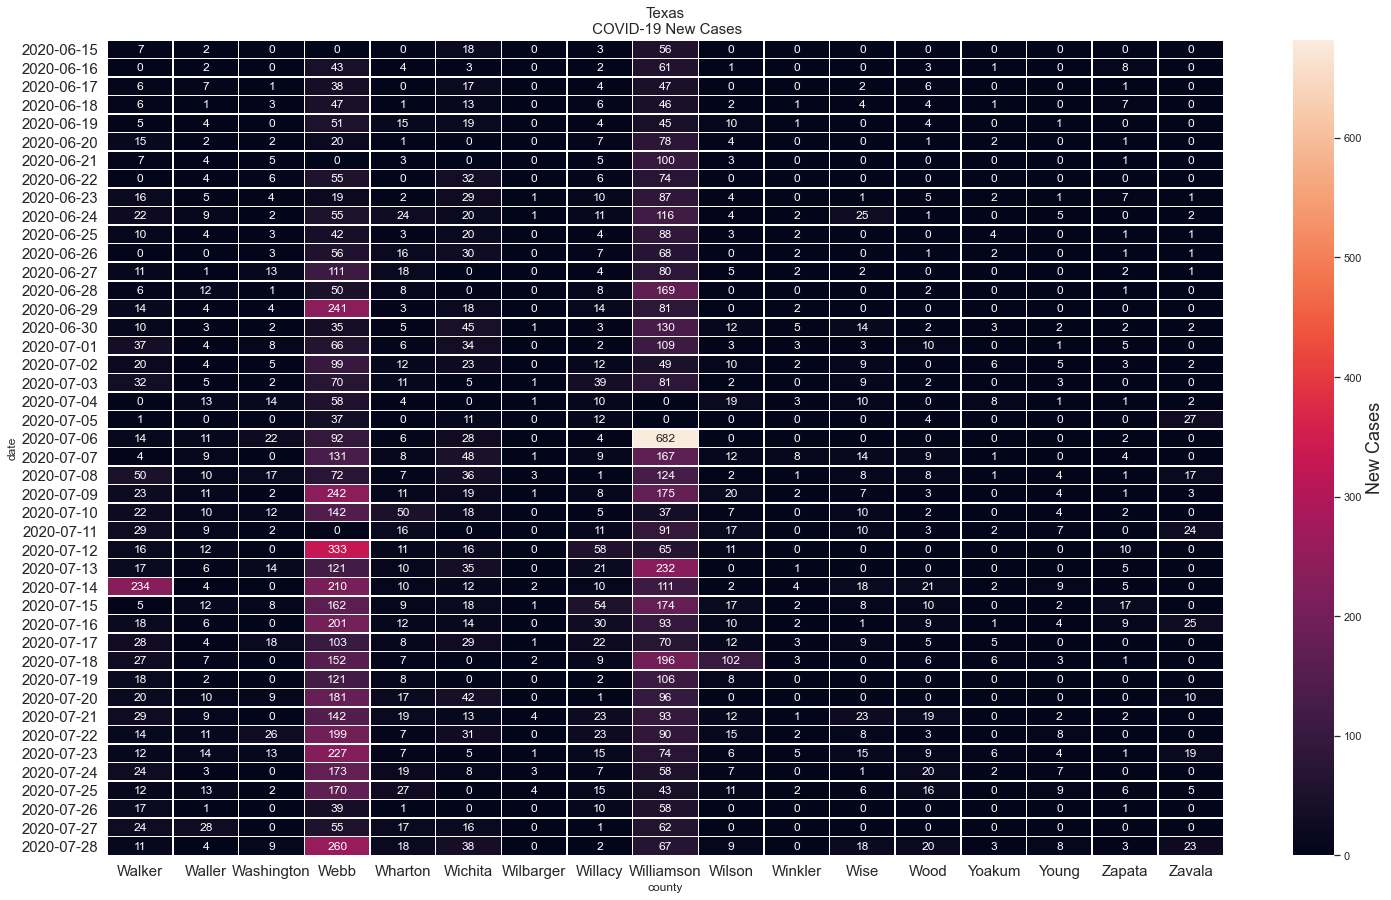 Texas
COVID-19 New Cases
2020-06-15 7 2 0 0 0 18 0 3 56 0 0 0 0 0 0 0 0
2020-06-16 0 2 0 43 4 3 0 2 61 1 0 0 3 1 0 8 0
2020-06-17 6 7 1 38 0 17 0 4 47 0 0 2 6 0 0 1 0
2020-06-18 6 1 3 47 1 13 0 6 46 2 1 4 4 1 0 7 0
2020-06-19 5 4 0 51 15 19 0 4 45 10 1 0 4 0 1 0 0
2020-06-20 15 2 2 20 1 0 0 7 78 4 0 0 1 2 0 1 0
2020-06-21 7 4 5 0 3 0 0 5 100 3 0 0 0 0 0 1 0
2020-06-22 0 4 6 55 0 32 0 6 74 0 0 0 0 0 0 0 0
2020-06-23 16 5 4 19 2 29 1 10 87 4 0 1 5 2 1 7 1
2020-06-24 22 9 2 55 24 20 1 11 116 4 2 25 1 0 5 0 2
2020-06-25 10 4 3 42 3 20 0 4 88 3 2 0 0 4 0 1 1
2020-06-26 0 0 3 56 16 30 0 7 68 0 2 0 1 2 0 1 1
2020-06-27 11 1 13 111 18 0 0 4 80 5 2 2 0 0 0 2 1
2020-06-28 6 12 1 50 8 0 0 8 169 0 0 0 2 0 0 1 0
2020-06-29 14 4 4 241 3 18 0 14 81 0 2 0 0 0 0 0 0
2020-06-30 10 3 2 35 5 45 1 3 130 12 5 14 2 3 2 2 2
2020-07-01 37 4 8 66 6 34 0 2 109 3 3 3 10 0 1 5 0
2020-07-02 20 4 5 99 12 23 0 12 49 10 2 9 0 6 5 3 2
2020-07-03 32 5 2 70 11 5 1 39 81 2 0 9 2 0 3 0 0
2020-07-04 0 13 14 58 4 0 1 10 0 19 3 10 0 8 1 1 2
2020-07-05 1 0 0 37 0 11 0 12 0 0 0 0 4 0 0 0 27
2020-07-06 14 11 22 92 6 28 0 4 682 0 0 0 0 0 0 2 0
2020-07-07 4 9 0 131 8 48 1 9 167 12 8 14 9 1 0 4 0
2020-07-08 50 10 17 72 7 36 3 1 124 2 1 8 8 1 4 1 17
2020-07-09 23 11 2 242 11 19 1 8 175 20 2 7 3 0 4 1 3
2020-07-10 22 10 12 142 50 18 0 5 37 7 0 10 2 0 4 2 0
2020-07-11 29 9 2 0 16 0 0 11 91 17 0 10 3 2 7 0 24
2020-07-12 16 12 0 333 11 16 0 58 65 11 0 0 0 0 0 10 0
2020-07-13 17 6 14 121 10 35 0 21 232 0 1 0 0 0 0 5 0
2020-07-14 234 4 0 210 10 12 2 10 111 2 4 18 21 2 9 5 0
2020-07-15 5 12 8 162 9 18 1 54 174 17 2 8 10 0 2 17 0
2020-07-16 18 6 0 201 12 14 0 30 93 10 2 1 9 1 4 9 25
2020-07-17 28 4 18 103 8 29 1 22 70 12 3 9 5 5 0 0 0
2020-07-18 27 7 0 152 7 0 2 9 196 102 3 0 6 6 3 1 0
2020-07-19 18 2 0 121 8 0 0 2 106 8 0 0 0 0 0 0 0
2020-07-20 20 10 9 181 17 42 0 1 96 0 0 0 0 0 0 0 10
2020-07-21 29 9 0 142 19 13 4 23 93 12 1 23 19 0 2 2 0
2020-07-22 14 11 26 199 7 31 0 23 90 15 2 8 3 0 8 0 0
2020-07-23 12 14 13 227 7 5 1 15 74 6 5 15 9 6 4 1 19
2020-07-24 24 3 0 173 19 8 3 7 58 7 0 1 20 2 7 0 0
2020-07-25 12 13 2 170 27 0 4 15 43 11 2 6 16 0 9 6 5
2020-07-26 17 1 0 39 1 0 0 10 58 0 0 0 0 0 0 1 0
2020-07-27 24 28 0 55 17 16 0 1 62 0 0 0 0 0 0 0 0
2020-07-28 11 4 9 260 18 38 0 2 67 9 0 18 20 3 8 3 23
Walker Waller Washington Webb Wharton Wichita Wilbarger Willacy Williamson Wilson Winkler Wise Wood Yoakum Young Zapata Zavala
county
date
600
500
400
300
200
100
0
New Cases